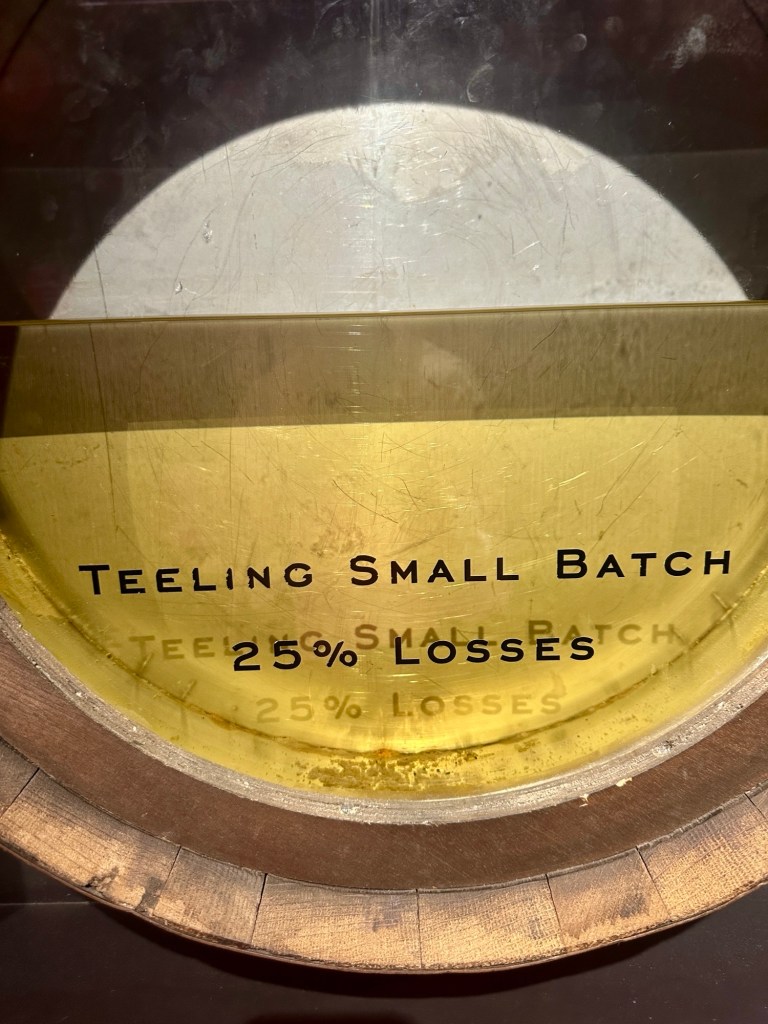 Teeling Small Batch
25% Losses